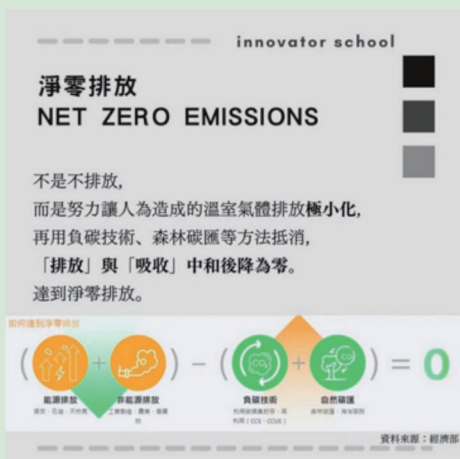 innovator school
淨零排放
NET ZERO EMISSIONS
不是不排放,
而是努力讓人為造成的溫室氣體排放極小化,
再用負碳技術、森林碳匯等方法抵消,
「排放」與「吸收」中和後降為零。
達到淨零排放。
如何達到淨零排放
( + ) - ( + ) = 0
能源排放 非能源排放 負碳技術 自然碳匯
資料來源:經濟部